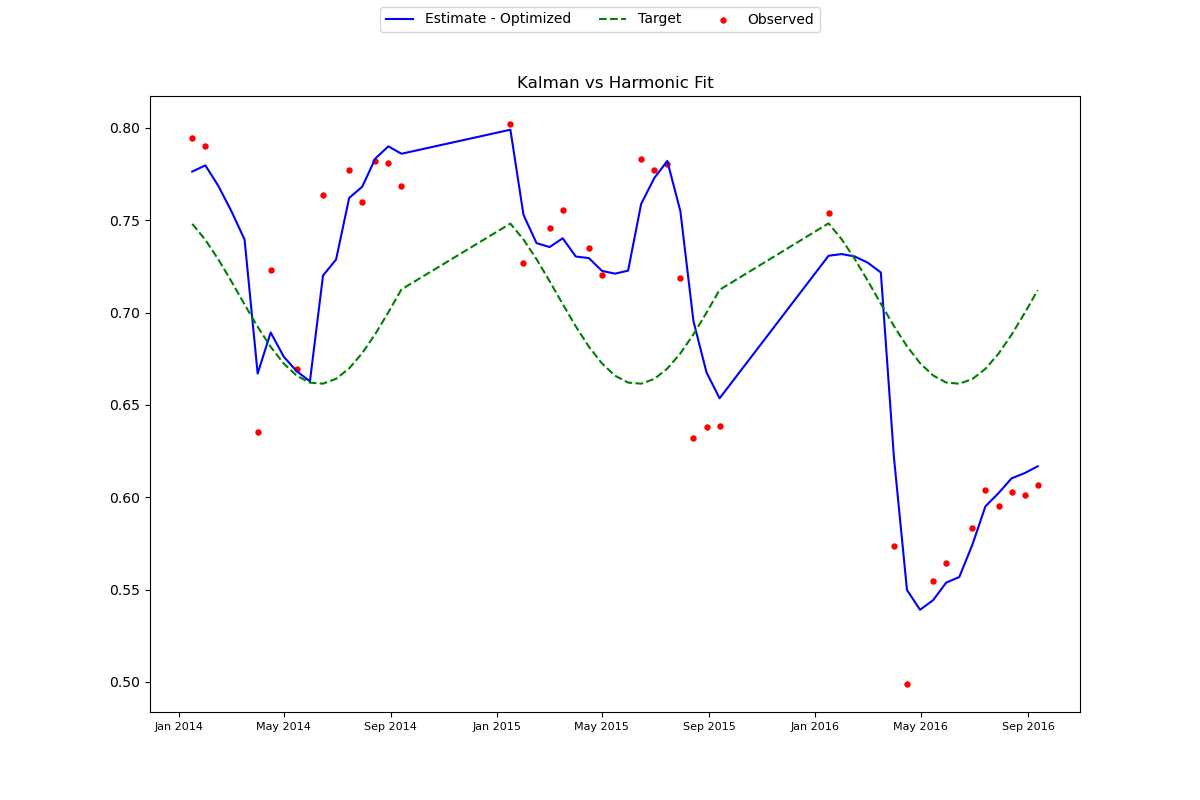 Estimate - Optimized Target Observed
Kalman vs Harmonic Fit
0.80
0.75
0.70
0.65
0.60
0.55
0.50
Jan 2014 May 2014 Sep 2014 Jan 2015 May 2015 Sep 2015 Jan 2016 May 2016 Sep 2016